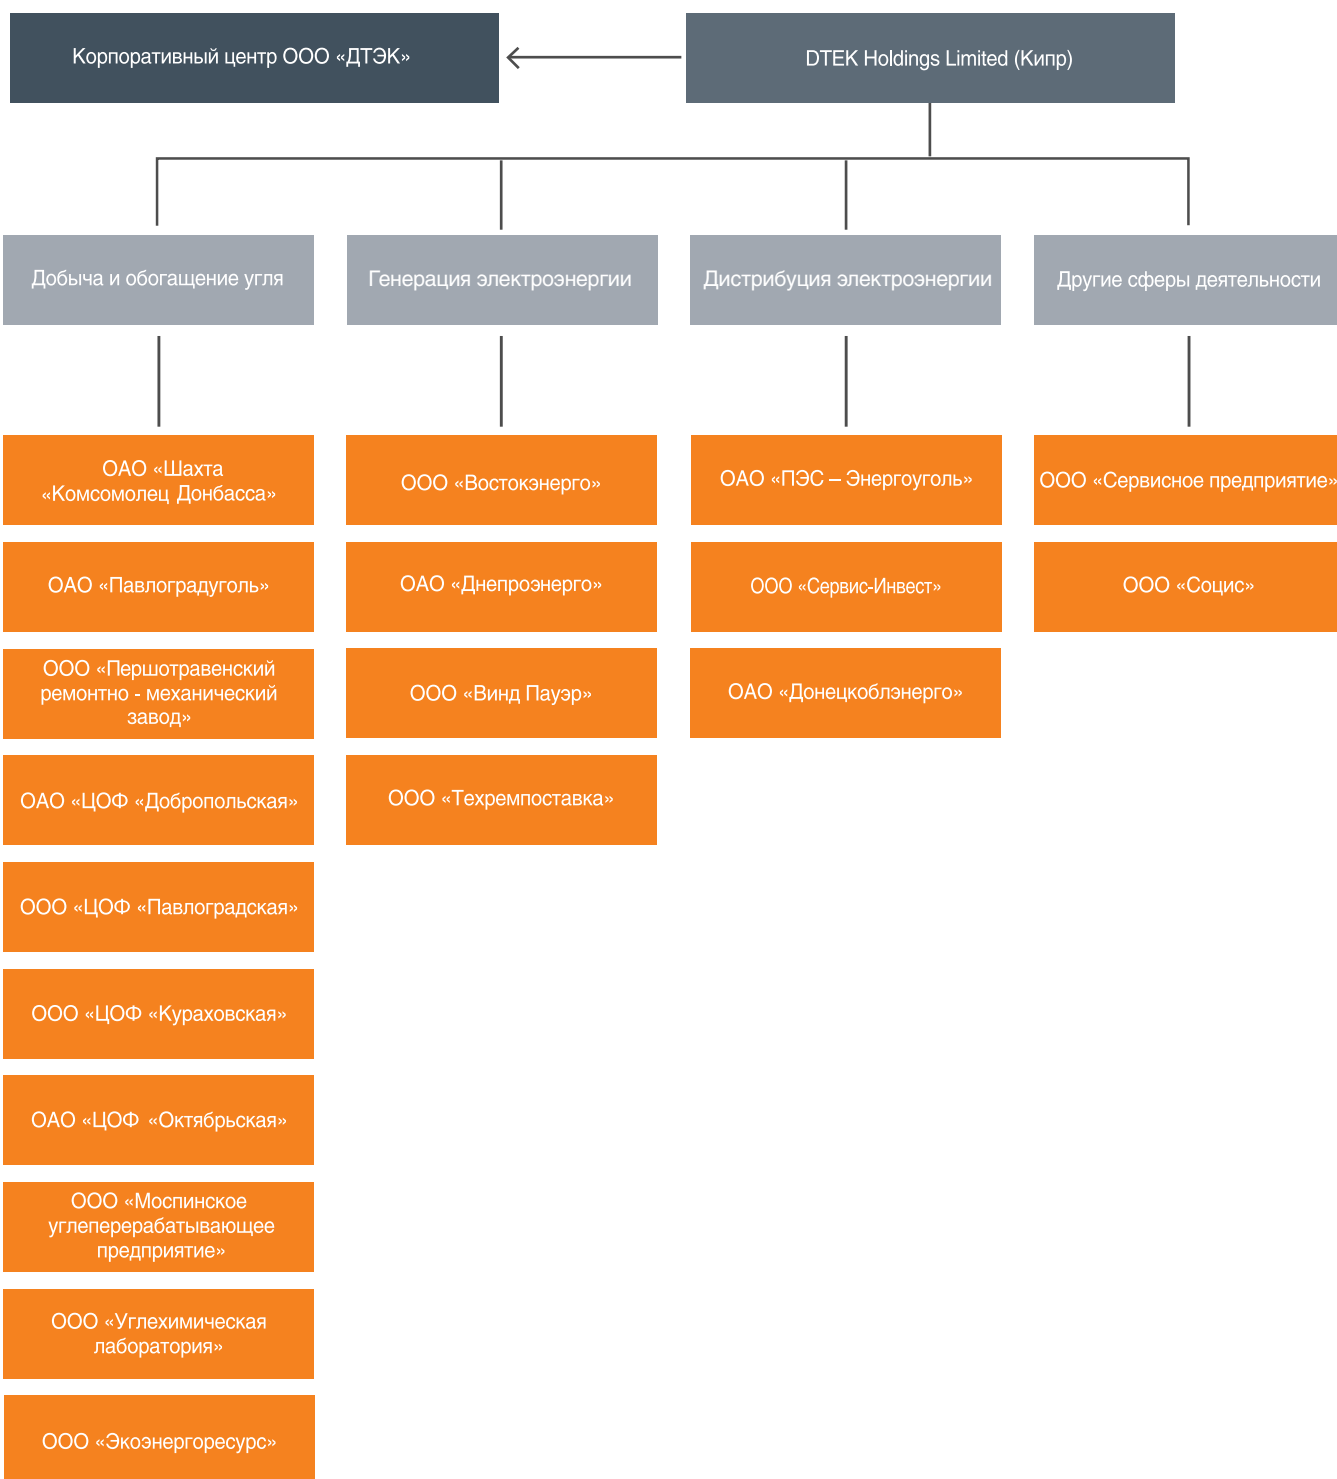 Корпоративный центр ООО «ДТЭК»
DTEK Holdings Limited (Кипр)
Добыча и обогащение угля
Генерация электроэнергии
Дистрибуция электроэнергии
Другие сферы деятельности
ОАО «Шахта
«Комсомолец Донбасса»
ОАО «Павлоградуголь»
ООО «Першотравенский
ремонтно - механический
завод»
ОАО «ЦОФ «Добропольская»
ООО «ЦОФ «Павлоградская»
ООО «ЦОФ «Кураховская»
ОАО «ЦОФ «Октябрьская»
ООО «Моспинское
углеперерабатывающее
предприятие»
ООО «Углехимическая
лаборатория»
ООО «Экоэнергоресурс»
ООО «Востокэнерго»
ОАО «Днепроэнерго»
ООО «Винд Пауэр»
ООО «Техремпоставка»
ОАО «ПЭС – Энергоуголь»
ООО «Сервис-Инвест»
ОАО «Донецкоблэнерго»
ООО «Сервисное предприятие»
ООО «Социс»